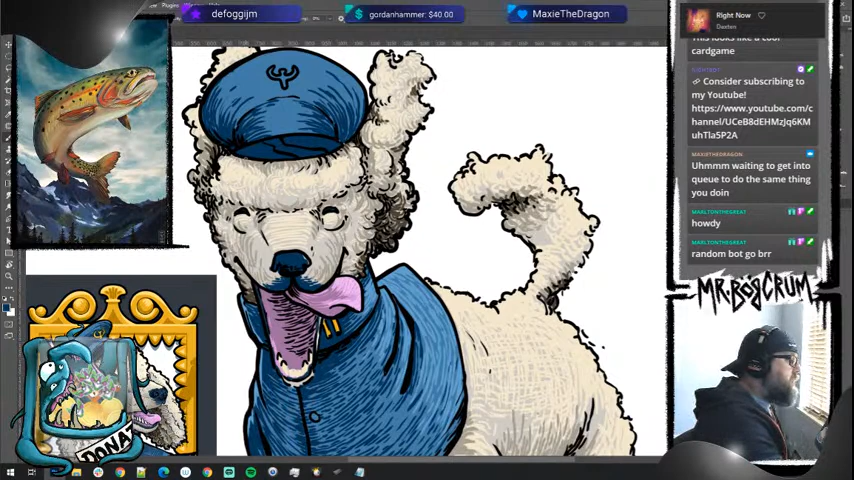 defoggijm
gordanhammer: $40.00
MaxieTheDragon
Right Now
Dexten
This looks like a cool
cardgame
Consider subscribing to
my Youtube!
https://www.youtube.com/c
hannel/UCeB8dEHMzJq6KM
uhTla5P2A
MAXIETHEDRAGON
Uhmmm waiting to get into
queue to do the same thing
you doin
MARLTONTHEGREAT
howdy
MARLTONTHEGREAT
random bot go brr
MR.BOGCRUM
DONAT